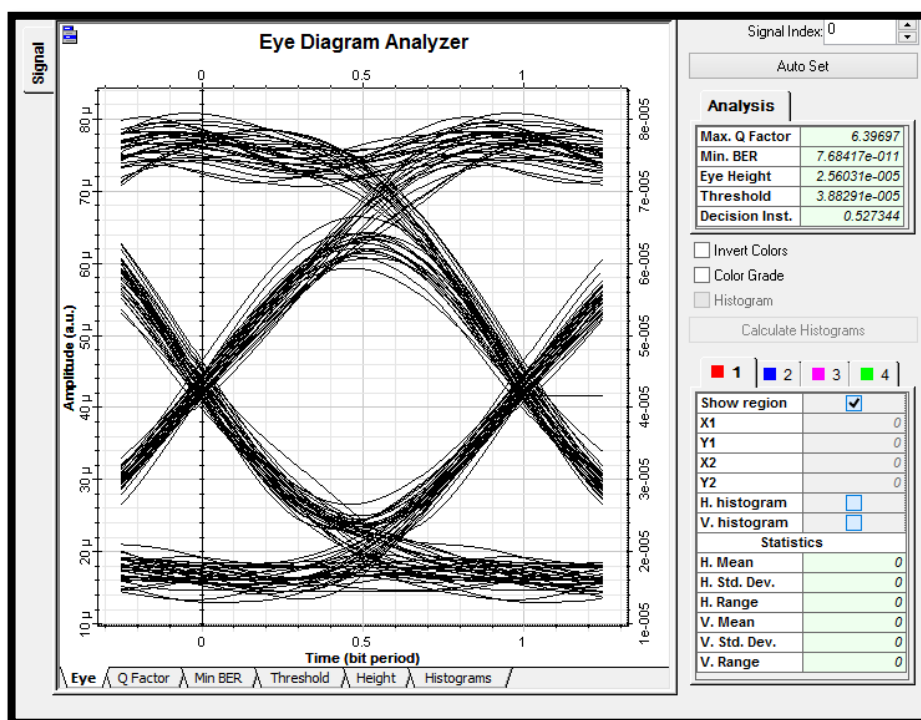 Signal
Eye Diagram Analyzer
0 0.5 1
80 µ
70 µ
60 µ
50 µ
40 µ
30 µ
20 µ
10 µ
Amplitude (a.u.)
8e-005
7e-005
6e-005
5e-005
4e-005
3e-005
2e-005
1e-005
0 0.5 1
Time (bit period)
Eye Q Factor Min BER Threshold Height Histograms
Signal Index: 0
Auto Set
Analysis
Max. Q Factor 6.39697
Min. BER 7.68417e-011
Eye Height 2.56031e-005
Threshold 3.88291e-005
Decision Inst. 0.527344
Invert Colors
Color Grade
Histogram
Calculate Histograms
1 2 3 4
Show region
X1 0
Y1 0
X2 0
Y2 0
H. histogram
V. histogram
Statistics
H. Mean 0
H. Std. Dev. 0
H. Range 0
V. Mean 0
V. Std. Dev. 0
V. Range 0